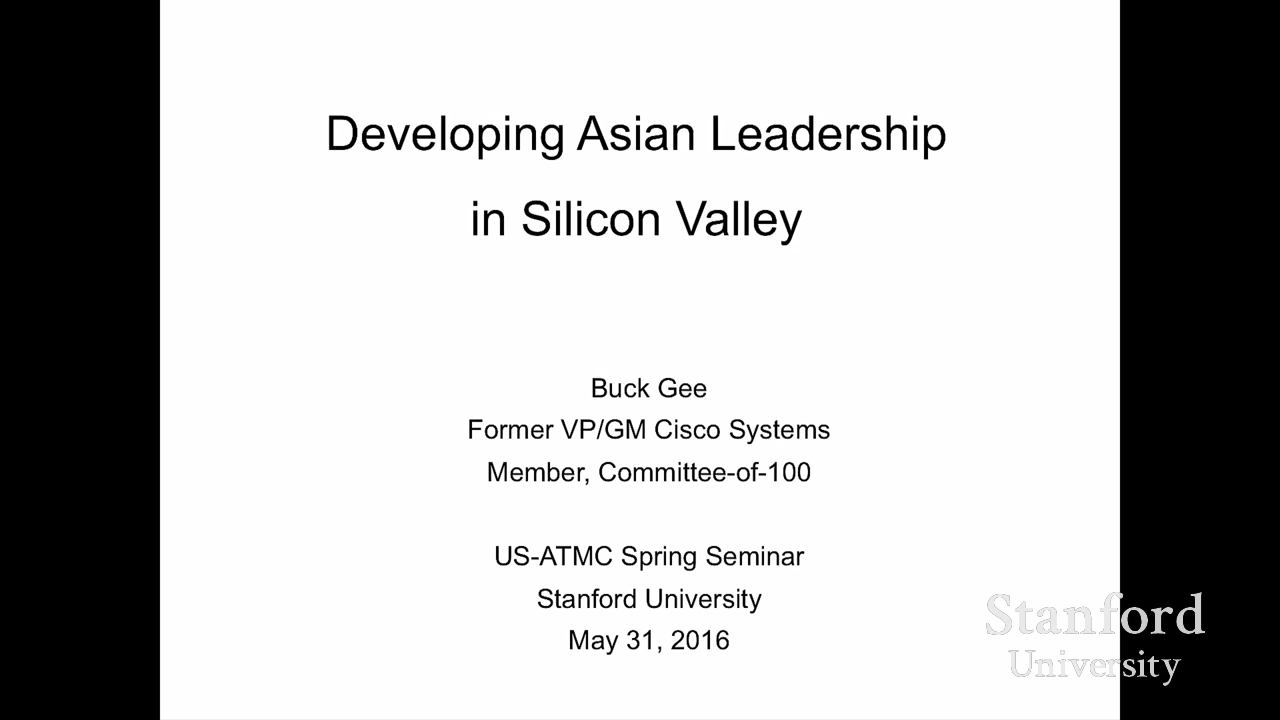 Developing Asian Leadership
in Silicon Valley
Buck Gee
Former VP/GM Cisco Systems
Member, Committee-of-100
US-ATMC Spring Seminar
Stanford University
May 31, 2016
Stanford
University